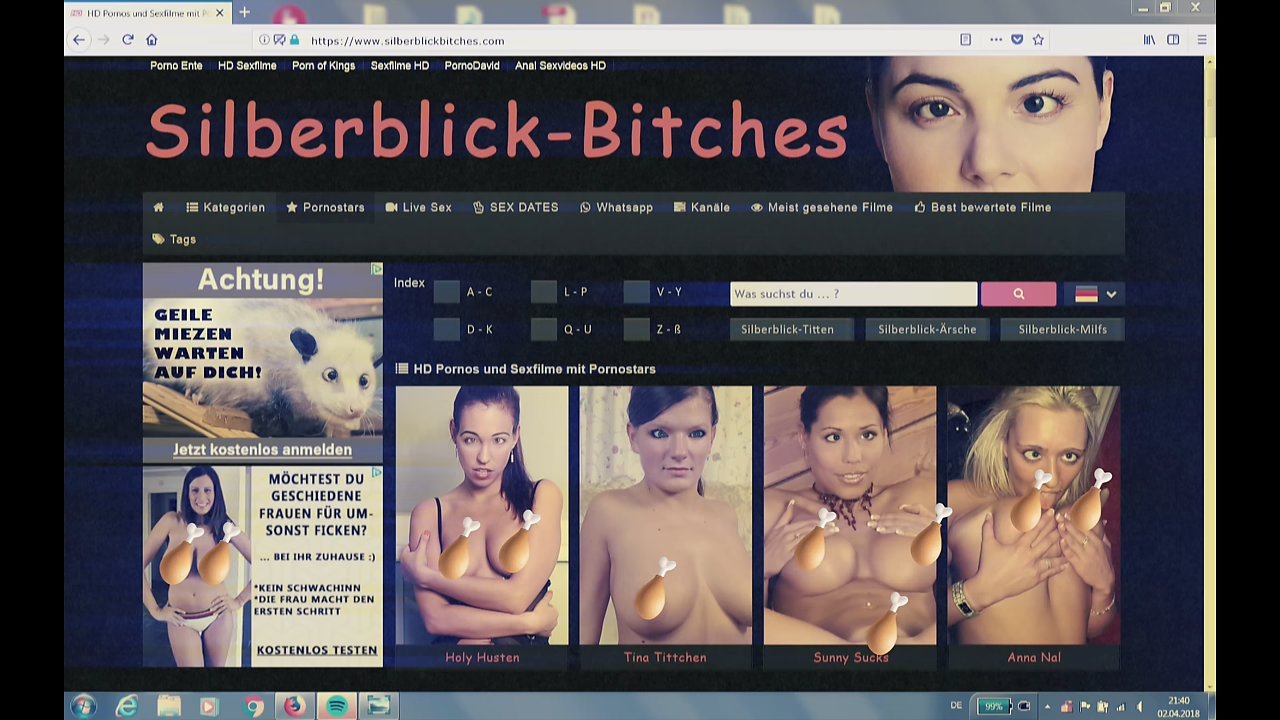 HD Pornos und Sexfilme mit P
https://www.silberblickbitches.com
Porno Ente HD Sexfilme Porn of Kings Sexfilme HD PornoDavid Anal Sexvideos HD
Silberblick-Bitches
Kategorien Pornostars Live Sex SEX DATES Whatsapp Kanäle Meist gesehene Filme Best bewertete Filme
Tags
Achtung!
GEILE
MIEZEN
WARTEN
AUF DICH!
Jetzt kostenlos anmelden
MÖCHTEST DU
GESCHIEDENE
FRAUEN FÜR UM-
SONST FICKEN?
... BEI IHR ZUHAUSE :)
*KEIN SCHWACHINN
*DIE FRAU MACHT DEN
ERSTEN SCHRITT
KOSTENLOS TESTEN
Index A - C L - P V - Y Was suchst du ... ?
D - K Q - U Z - ß Silberblick-Titten Silberblick-Ärsche Silberblick-Milfs
HD Pornos und Sexfilme mit Pornostars
Holy Husten Tina Tittchen Sunny Sucks Anna Nal
DE 99% 21:40
02.04.2018